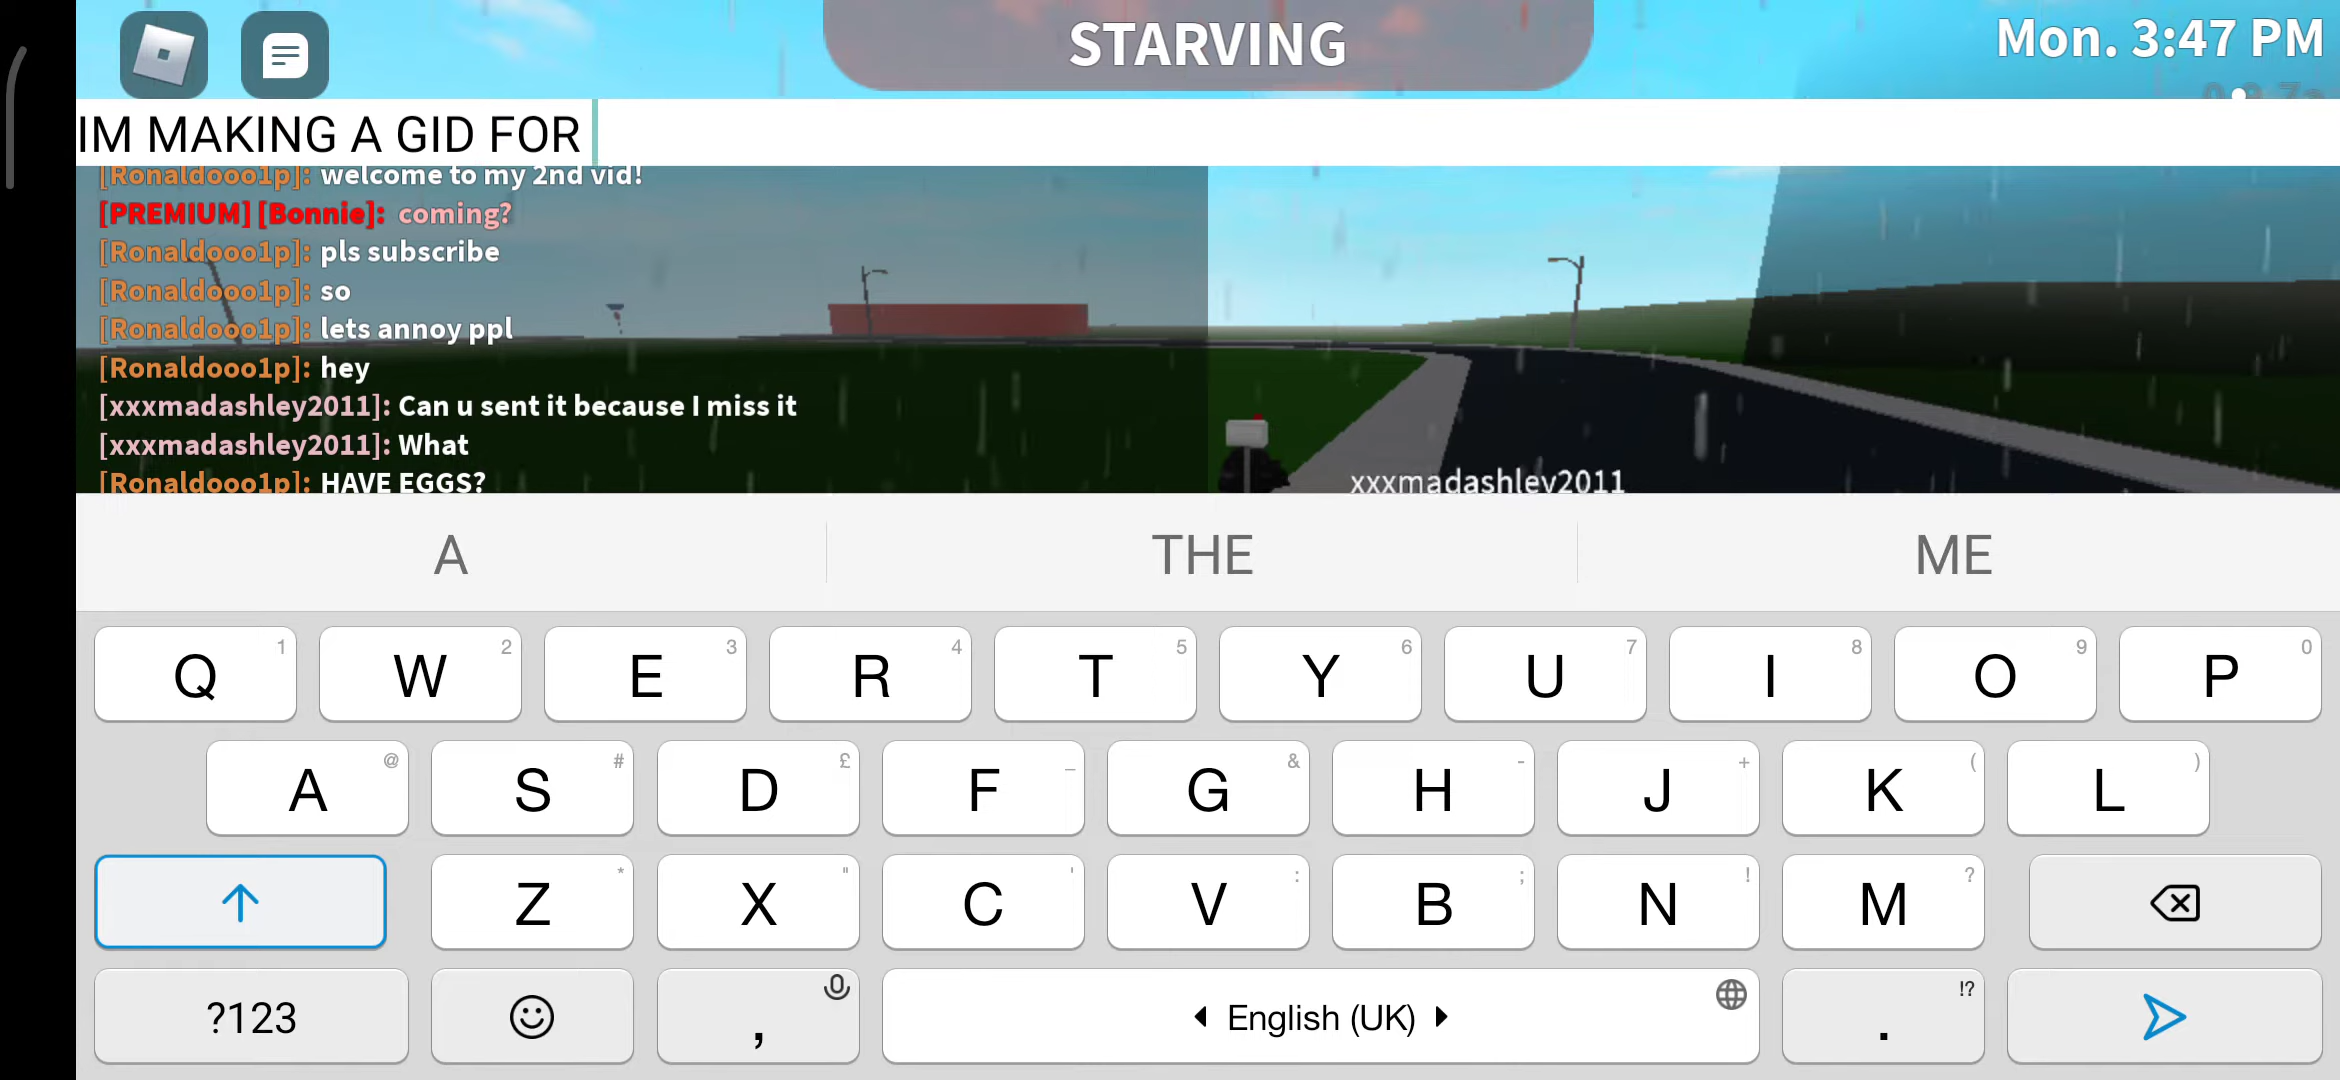 STARVING
Mon. 3:47 PM
IM MAKING A GID FOR
[Ronaldooo1p]: welcome to my 2nd vid!
[PREMIUM] [Bonnie]: coming?
[Ronaldooo1p]: pls subscribe
[Ronaldooo1p]: so
[Ronaldooo1p]: lets annoy ppl
[Ronaldooo1p]: hey
[xxxmadashley2011]: Can u sent it because I miss it
[xxxmadashley2011]: What
[Ronaldooo1p]: HAVE EGGS?
xxxmadashley2011
A THE ME
Q 1 W 2 E 3 R 4 T 5 Y 6 U 7 I 8 O 9 P 0
A @ S # D £ F _ G & H - J + K ( L )
Z * X " C ' V : B ; N ! M ?
?123 , English (UK) . !?